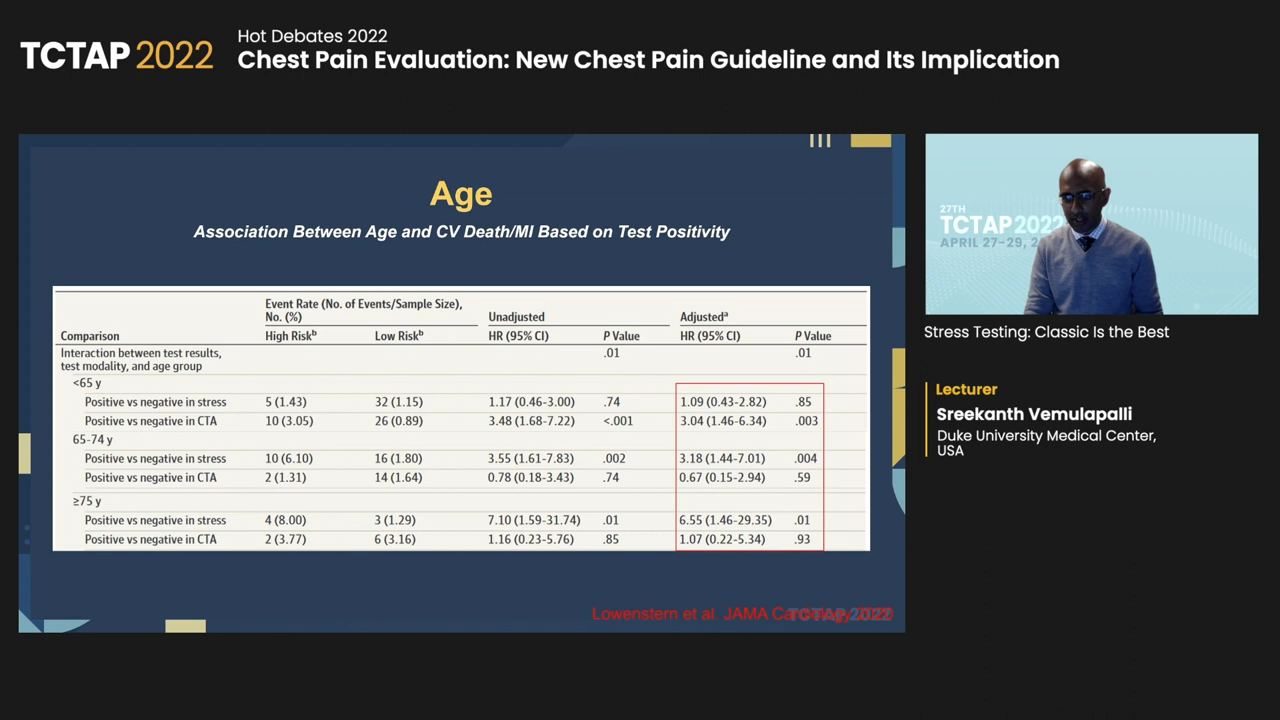 TCTAP 2022
Hot Debates 2022
Chest Pain Evaluation: New Chest Pain Guideline and Its Implication
Age
Association Between Age and CV Death/MI Based on Test Positivity
Event Rate (No. of Events/Sample Size), Unadjusted Adjustedᵃ
No. (%)
Comparison High Riskᵇ Low Riskᵇ HR (95% CI) P Value HR (95% CI) P Value
Interaction between test results, .01 .01
test modality, and age group
<65 y
Positive vs negative in stress 5 (1.43) 32 (1.15) 1.17 (0.46-3.00) .74 1.09 (0.43-2.82) .85
Positive vs negative in CTA 10 (3.05) 26 (0.89) 3.48 (1.68-7.22) <.001 3.04 (1.46-6.34) .003
65-74 y
Positive vs negative in stress 10 (6.10) 16 (1.80) 3.55 (1.61-7.83) .002 3.18 (1.44-7.01) .004
Positive vs negative in CTA 2 (1.31) 14 (1.64) 0.78 (0.18-3.43) .74 0.67 (0.15-2.94) .59
≥75 y
Positive vs negative in stress 4 (8.00) 3 (1.29) 7.10 (1.59-31.74) .01 6.55 (1.46-29.35) .01
Positive vs negative in CTA 2 (3.77) 6 (3.16) 1.16 (0.23-5.76) .85 1.07 (0.22-5.34) .93
Lowenstern et al. JAMA Cardiology 2020
TCTAP 2022
27TH
TCTAP 2022
APRIL 27-29, 2
Stress Testing: Classic Is the Best
Lecturer
Sreekanth Vemulapalli
Duke University Medical Center,
USA